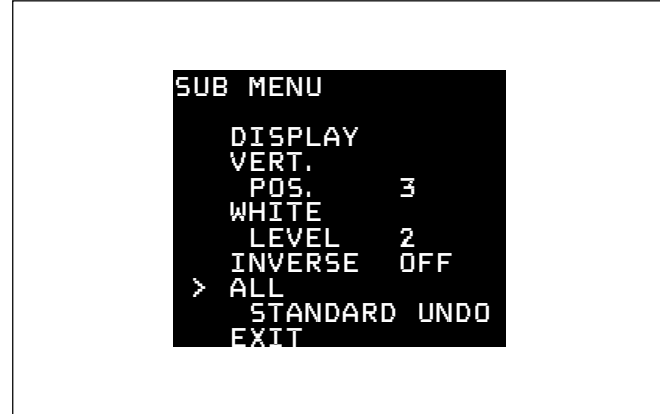 SUB MENU
DISPLAY
VERT.
POS. 3
WHITE
LEVEL 2
INVERSE OFF
> ALL
STANDARD UNDO
EXIT